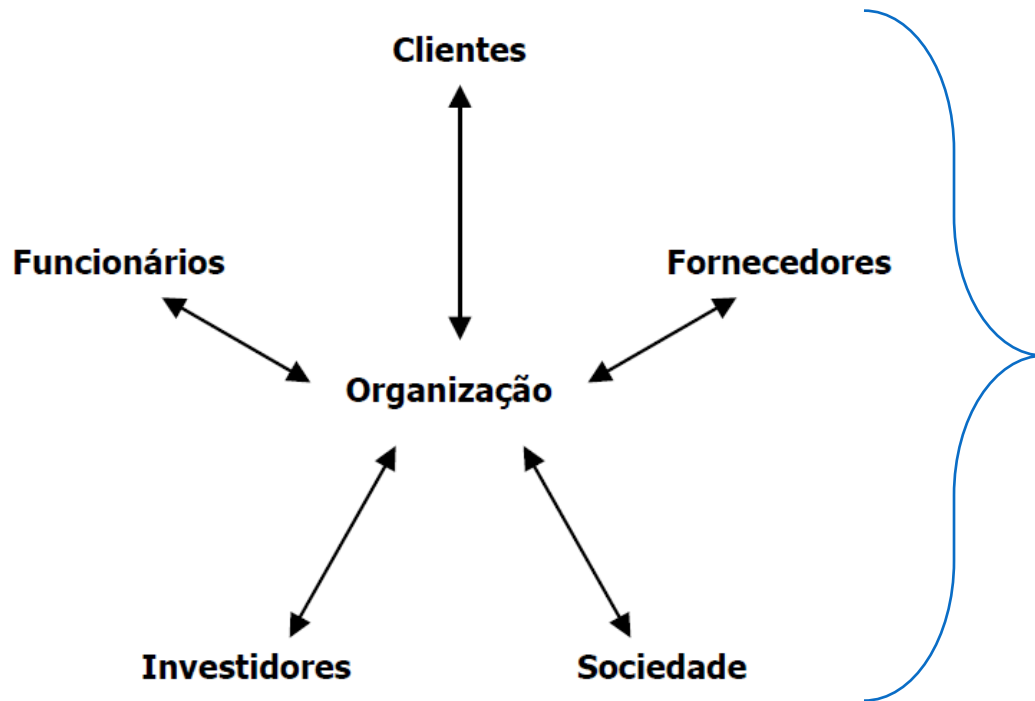 Clientes
Funcionários
Fornecedores
Organização
Investidores
Sociedade